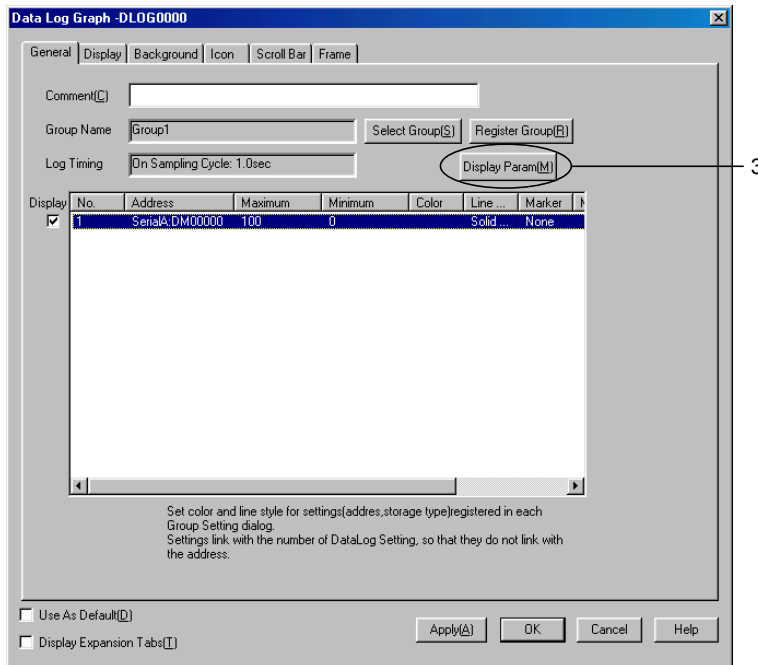 Data Log Graph -DLOG0000
General Display Background Icon Scroll Bar Frame
Comment(C)
Group Name Group1 Select Group(S) Register Group(R)
Log Timing On Sampling Cycle: 1.0sec Display Param(M) 3
Display No. Address Maximum Minimum Color Line ... Marker
1 SerialA:DM00000 100 0 Solid ... None
Set color and line style for settings(addres,storage type)registered in each
Group Setting dialog.
Settings link with the number of DataLog Setting, so that they do not link with
the address.
Use As Default(D)
Display Expansion Tabs(T)
Apply(A) OK Cancel Help